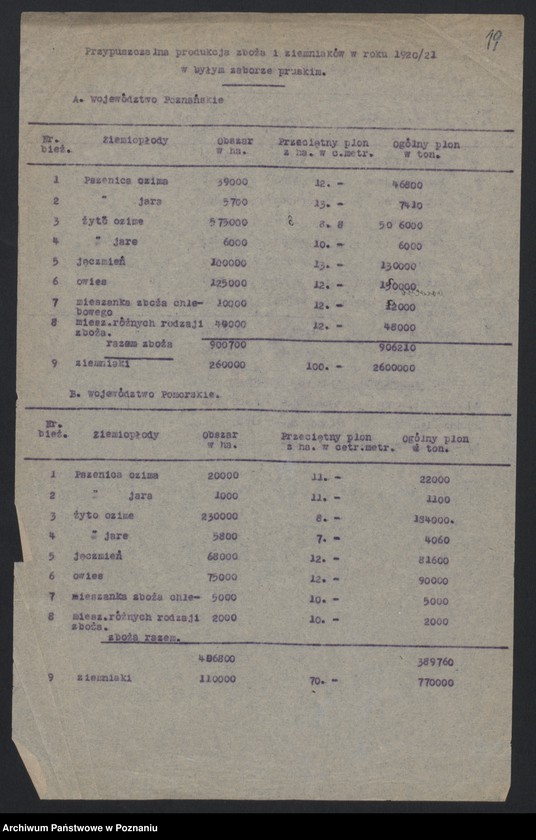 19
Przypuszczalna produkcja zboża i ziemniaków w roku 1920/21
w byłym zaborze pruskim.
A. Województwo Poznańskie
Nr. bież. Ziemiopłody Obszar w ha. Przeciętny plon z ha. w c.metr. Ogólny plon w ton.
1 Pszenica ozima 39000 12. - 46800
2 " jara 5700 13. - 7410
3 żyto ozime 575000 8. 8 50 6000
4 " jare 6000 10. - 6000
5 jęczmień 100000 13. - 130000
6 owies 125000 12. - 150000
7 mieszanka zboża chle- 10000 12. - 12000
bowego
8 miesz.różnych rodzaji 40000 12. - 48000
zboża.
razem zboża 900700 906210
9 ziemniaki 260000 100. - 2600000
B. Województwo Pomorskie.
Nr. bież. Ziemiopłody Obszar w ha. Przeciętny plon z ha. w cetr.metr. Ogólny plon w ton.
1 Pszenica ozima 20000 11. - 22000
2 " jara 1000 11. - 1100
3 żyto ozime 230000 8. - 184000.
4 " jare 5800 7. - 4060
5 jęczmień 68000 12. - 81600
6 owies 75000 12. - 90000
7 mieszanka zboża chle- 5000 10. - 5000
8 miesz.różnych rodzaji 2000 10. - 2000
zboża.
zboża razem.
406800 389760
9 ziemniaki 110000 70. - 770000
Archiwum Państwowe w Poznaniu